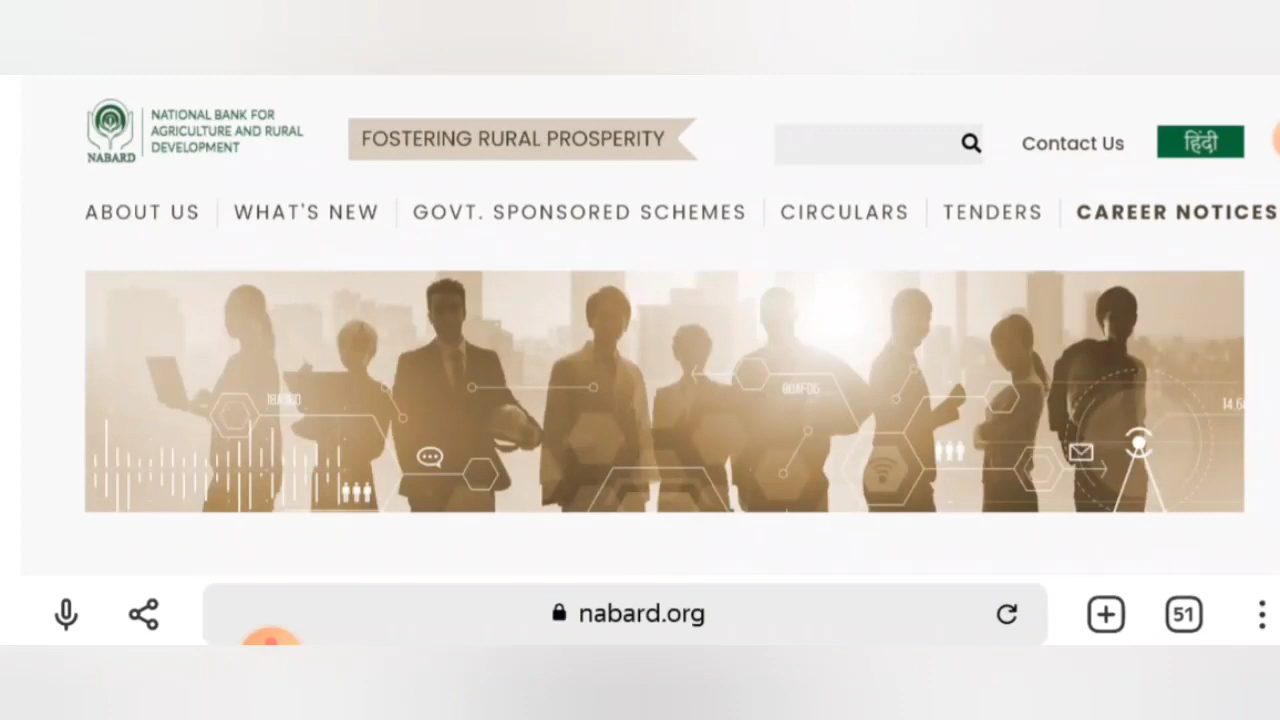 NATIONAL BANK FOR
AGRICULTURE AND RURAL
DEVELOPMENT
NABARD
FOSTERING RURAL PROSPERITY
Contact Us
हिंदी
ABOUT US
WHAT'S NEW
GOVT. SPONSORED SCHEMES
CIRCULARS
TENDERS
CAREER NOTICES
nabard.org
51